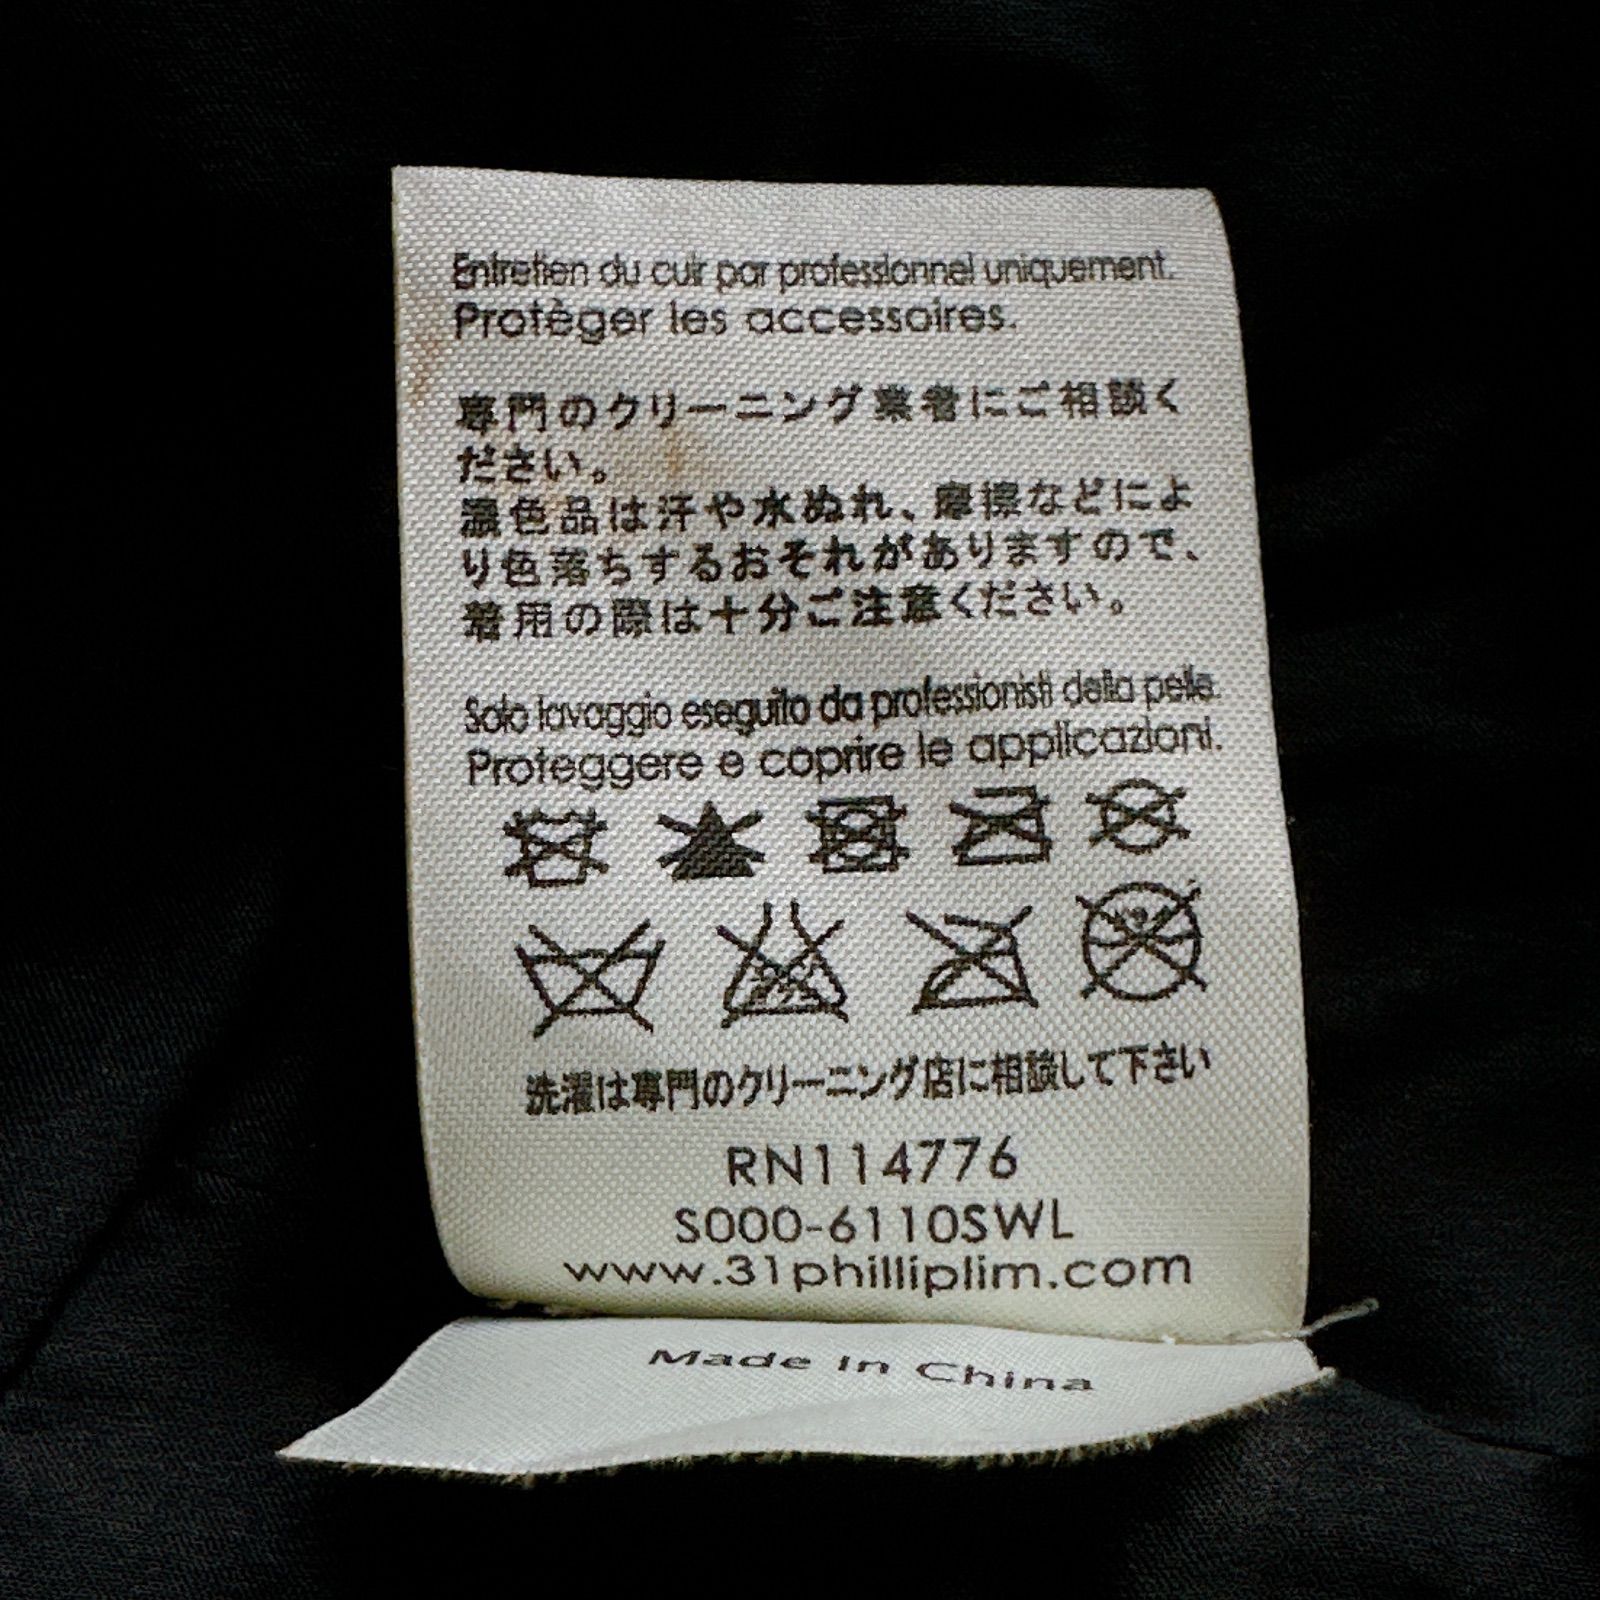 Entretien du cuir par professionnel uniquement.
Protéger les accessoires.
専門のクリーニング業者にご相談く
ださい。
濃色品は汗や水ぬれ、摩擦などによ
り色落ちするおそれがありますので、
着用の際は十分ご注意ください。
Solo lavaggio eseguito da professionisti della pelle.
Proteggere e coprire le applicazioni.
洗濯は専門のクリーニング店に相談して下さい
RN114776
S000-6110SWL
www.31philliplim.com
Made in China